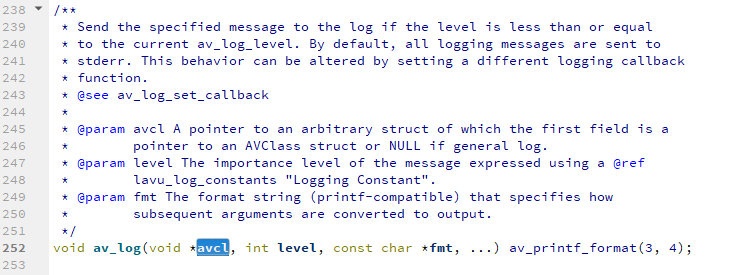 238 /**
239 * Send the specified message to the log if the level is less than or equal
240 * to the current av_log_level. By default, all logging messages are sent to
241 * stderr. This behavior can be altered by setting a different logging callback
242 * function.
243 * @see av_log_set_callback
244 *
245 * @param avcl A pointer to an arbitrary struct of which the first field is a
246 * pointer to an AVClass struct or NULL if general log.
247 * @param level The importance level of the message expressed using a @ref
248 * lavu_log_constants "Logging Constant".
249 * @param fmt The format string (printf-compatible) that specifies how
250 * subsequent arguments are converted to output.
251 */
252 void av_log(void *avcl, int level, const char *fmt, ...) av_printf_format(3, 4);
253